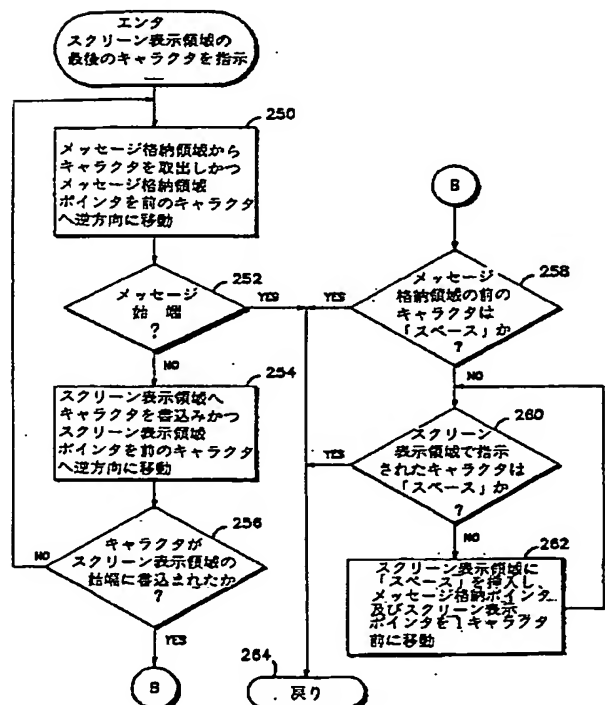 エンタ
スクリーン表示領域の
最後のキャラクタを指示
250
メッセージ格納領域から
キャラクタを取出しかつ
メッセージ格納領域
ポインタを前のキャラクタ
へ逆方向に移動
252
メッセージ
始端
?
YES
NO
254
スクリーン表示領域へ
キャラクタを書込みかつ
スクリーン表示領域
ポインタを前のキャラクタ
へ逆方向に移動
256
キャラクタが
スクリーン表示領域の
始端に書込まれたか
?
NO
YES
B
B
258
メッセージ
格納領域の前の
キャラクタは
「スペース」か
?
YES
NO
260
スクリーン
表示領域で指示
されたキャラクタは
「スペース」か
?
YES
NO
262
スクリーン表示領域に
「スペース」を挿入し、
メッセージ格納ポインタ
及びスクリーン表示
ポインタを1キャラクタ
前に移動
264
戻り